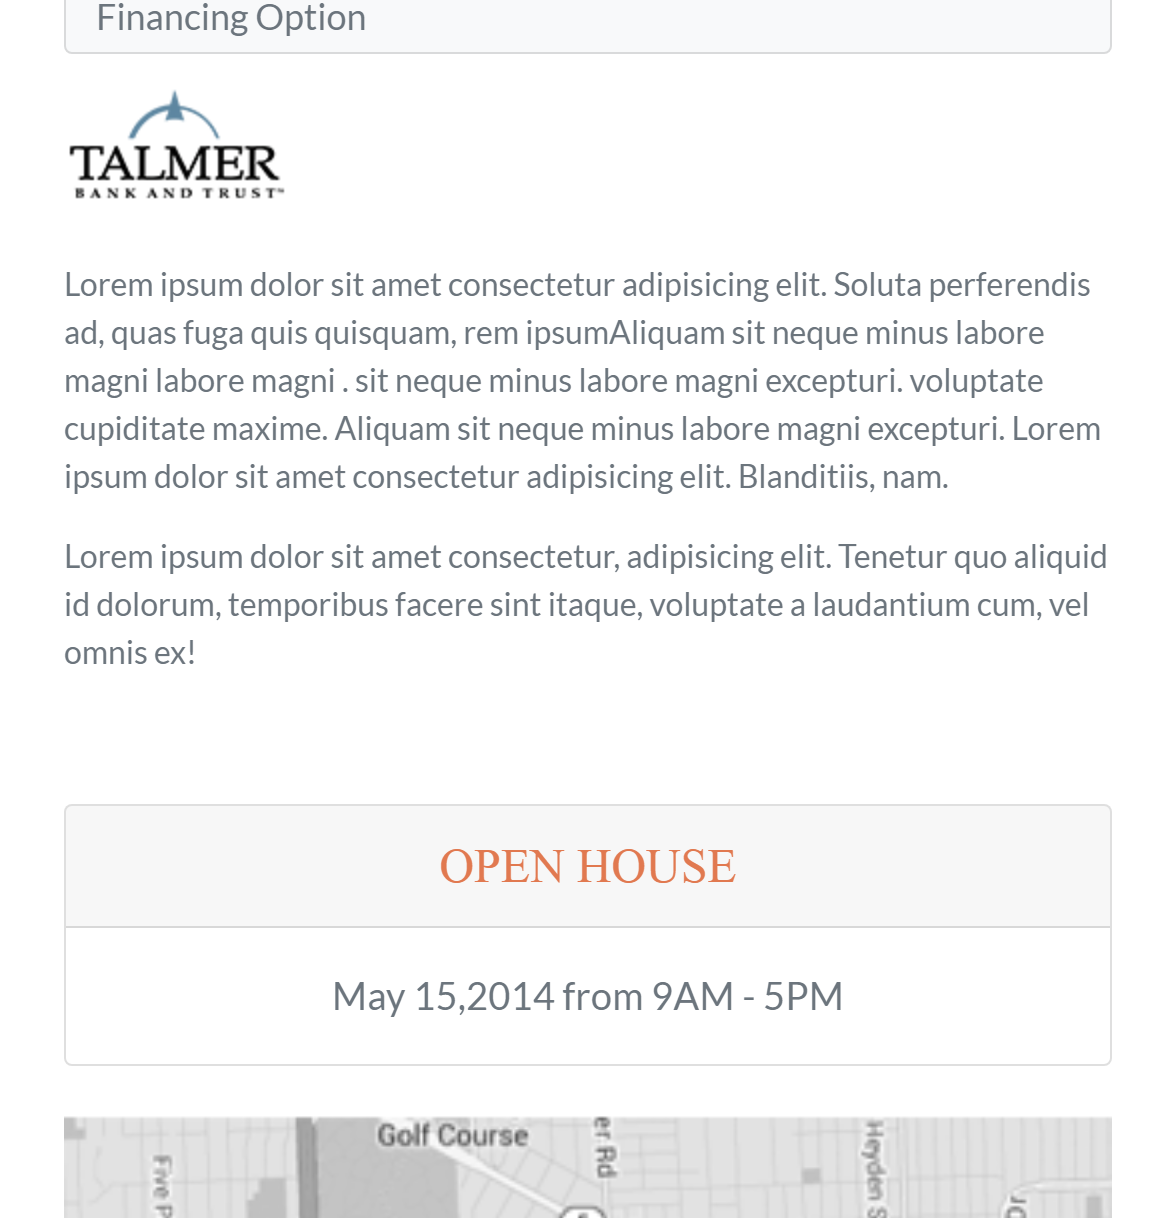 Financing Option
TALMER
BANK AND TRUST™
Lorem ipsum dolor sit amet consectetur adipisicing elit. Soluta perferendis
ad, quas fuga quis quisquam, rem ipsumAliquam sit neque minus labore
magni labore magni . sit neque minus labore magni excepturi. voluptate
cupiditate maxime. Aliquam sit neque minus labore magni excepturi. Lorem
ipsum dolor sit amet consectetur adipisicing elit. Blanditiis, nam.
Lorem ipsum dolor sit amet consectetur, adipisicing elit. Tenetur quo aliquid
id dolorum, temporibus facere sint itaque, voluptate a laudantium cum, vel
omnis ex!
OPEN HOUSE
May 15,2014 from 9AM - 5PM
Golf Course
er Rd
Heyden S
Five P